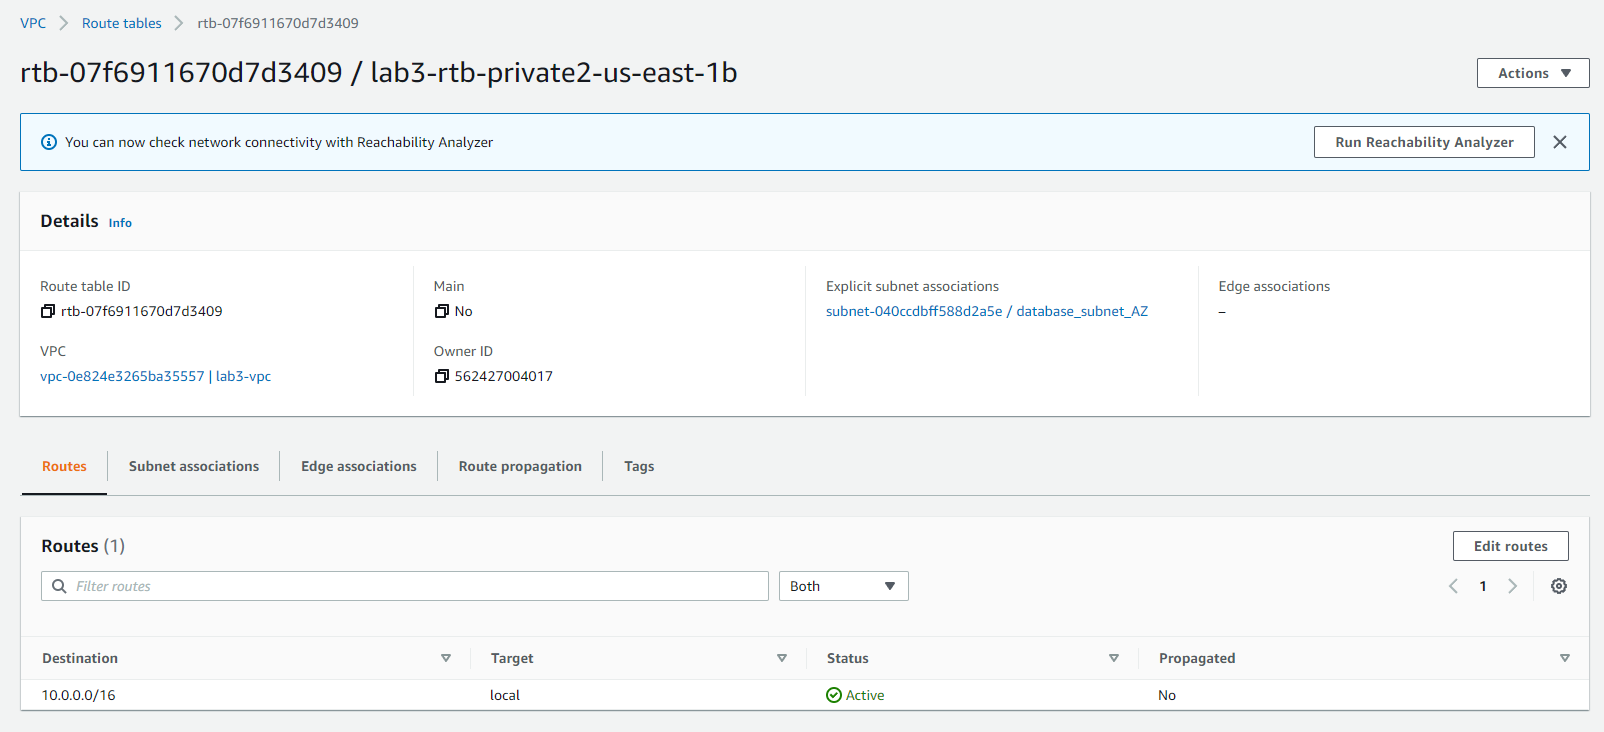 VPC > Route tables > rtb-07f6911670d7d3409
rtb-07f6911670d7d3409 / lab3-rtb-private2-us-east-1b
Actions
You can now check network connectivity with Reachability Analyzer
Run Reachability Analyzer
Details Info
Route table ID
rtb-07f6911670d7d3409
Main
No
Explicit subnet associations
subnet-040ccdbff588d2a5e / database_subnet_AZ
Edge associations
–
VPC
vpc-0e824e3265ba35557 | lab3-vpc
Owner ID
562427004017
Routes Subnet associations Edge associations Route propagation Tags
Routes (1)
Edit routes
Filter routes
Both
1
Destination Target Status Propagated
10.0.0.0/16 local Active No